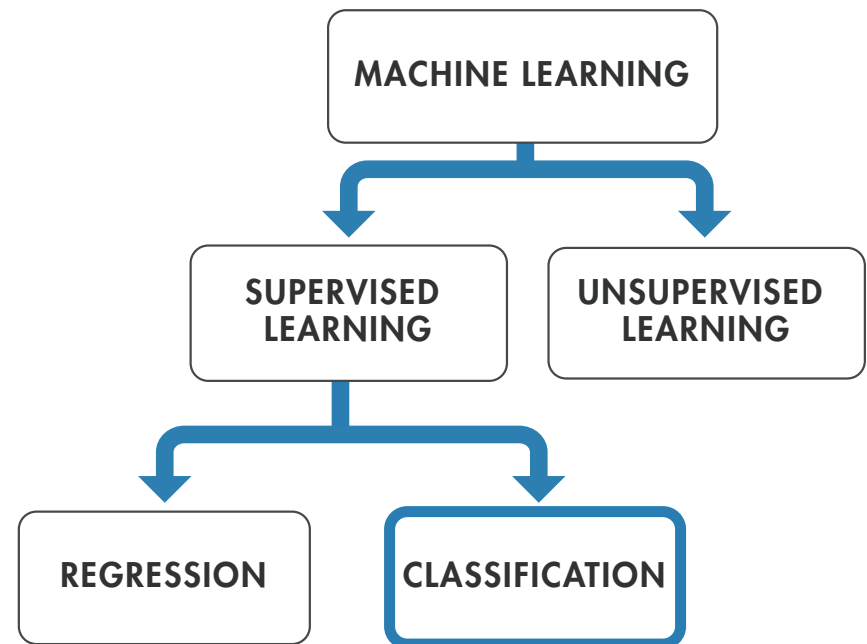 MACHINE LEARNING
SUPERVISED
LEARNING
UNSUPERVISED
LEARNING
REGRESSION
CLASSIFICATION